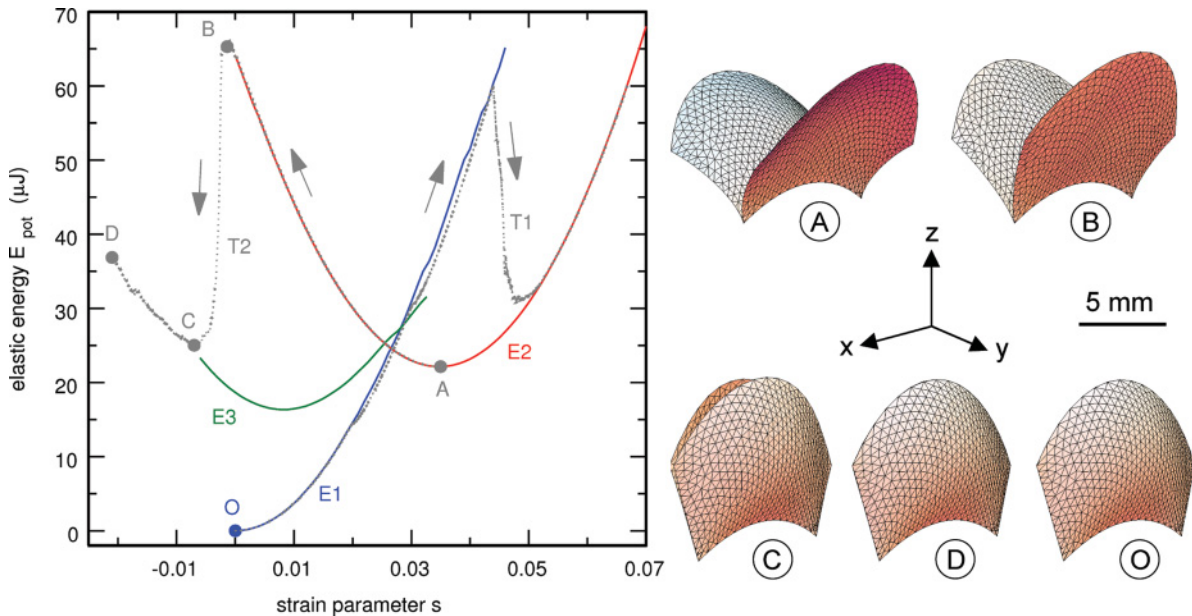 70
60
50
40
30
20
10
0
elastic energy E pot (µJ)
-0.01
0.01
0.03
0.05
0.07
strain parameter s
B
D
T2
C
E3
O
E1
A
E2
T1
A
B
z
x
y
5 mm
C
D
O